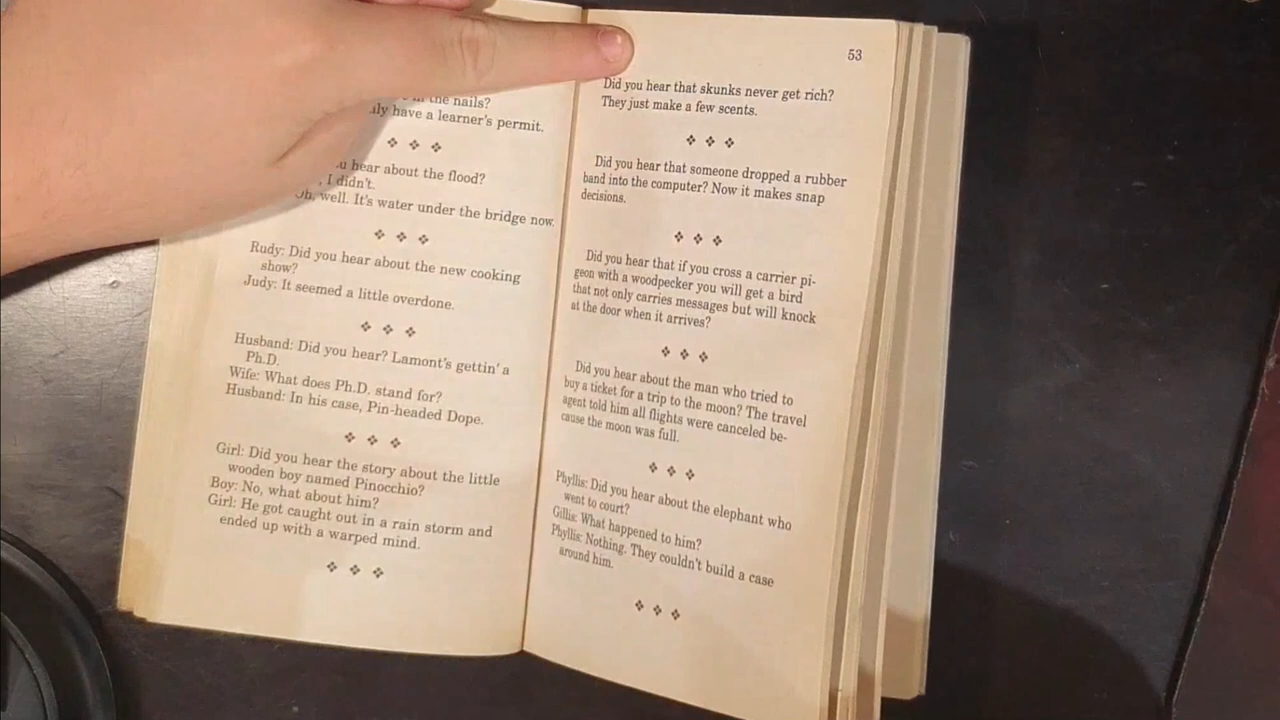 the nails?
have a learner's permit.
hear about the flood?
I didn't.
well. It's water under the bridge now.
Rudy: Did you hear about the new cooking
show?
Judy: It seemed a little overdone.
Husband: Did you hear? Lamont's gettin' a
Ph.D.
Wife: What does Ph.D. stand for?
Husband: In his case, Pin-headed Dope.
Girl: Did you hear the story about the little
wooden boy named Pinocchio?
Boy: No, what about him?
Girl: He got caught out in a rain storm and
ended up with a warped mind.
53
Did you hear that skunks never get rich?
They just make a few scents.
Did you hear that someone dropped a rubber
band into the computer? Now it makes snap
decisions.
Did you hear that if you cross a carrier pi-
geon with a woodpecker you will get a bird
that not only carries messages but will knock
at the door when it arrives?
Did you hear about the man who tried to
buy a ticket for a trip to the moon? The travel
agent told him all flights were canceled be-
cause the moon was full.
Phyllis: Did you hear about the elephant who
went to court?
Gillis: What happened to him?
Phyllis: Nothing. They couldn't build a case
around him.